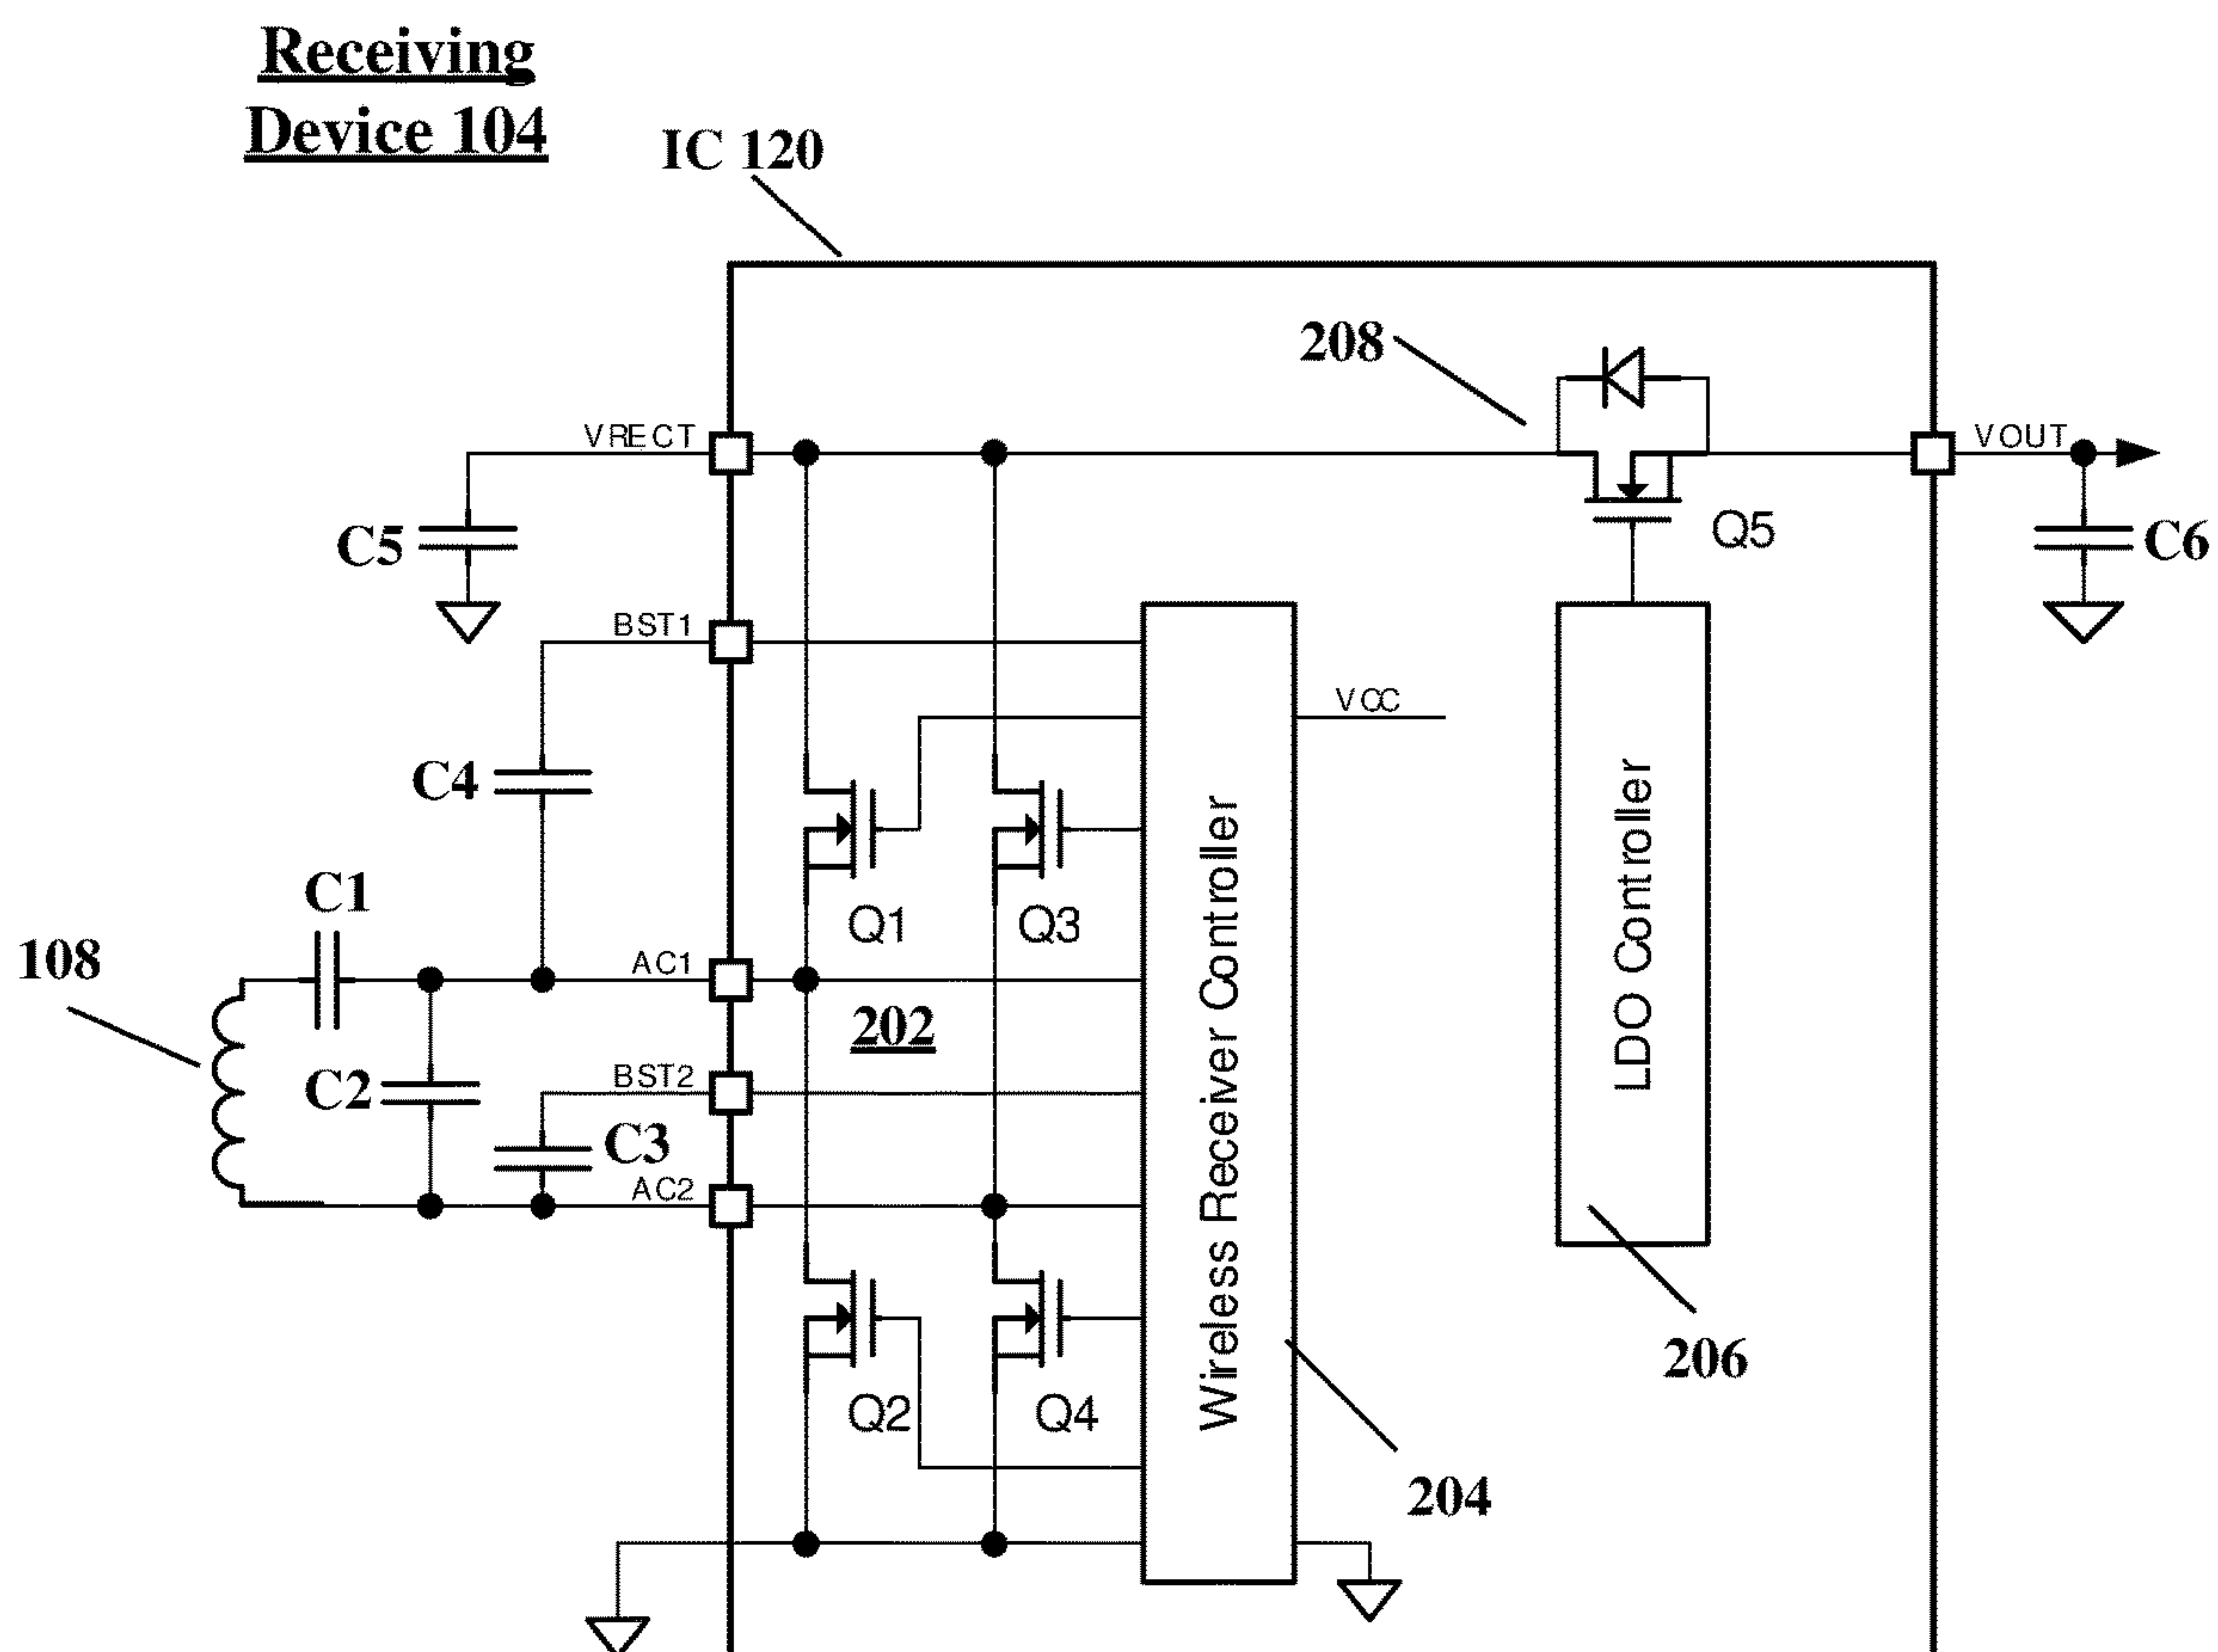 Receiving
Device 104
IC 120
208
VRECT
VOUT
C5
Q5
C6
BST1
VCC
C4
C1
Q1
Q3
108
AC1
202
BST2
C2
C3
AC2
Wireless Receiver Controller
LDO Controller
206
Q2
Q4
204